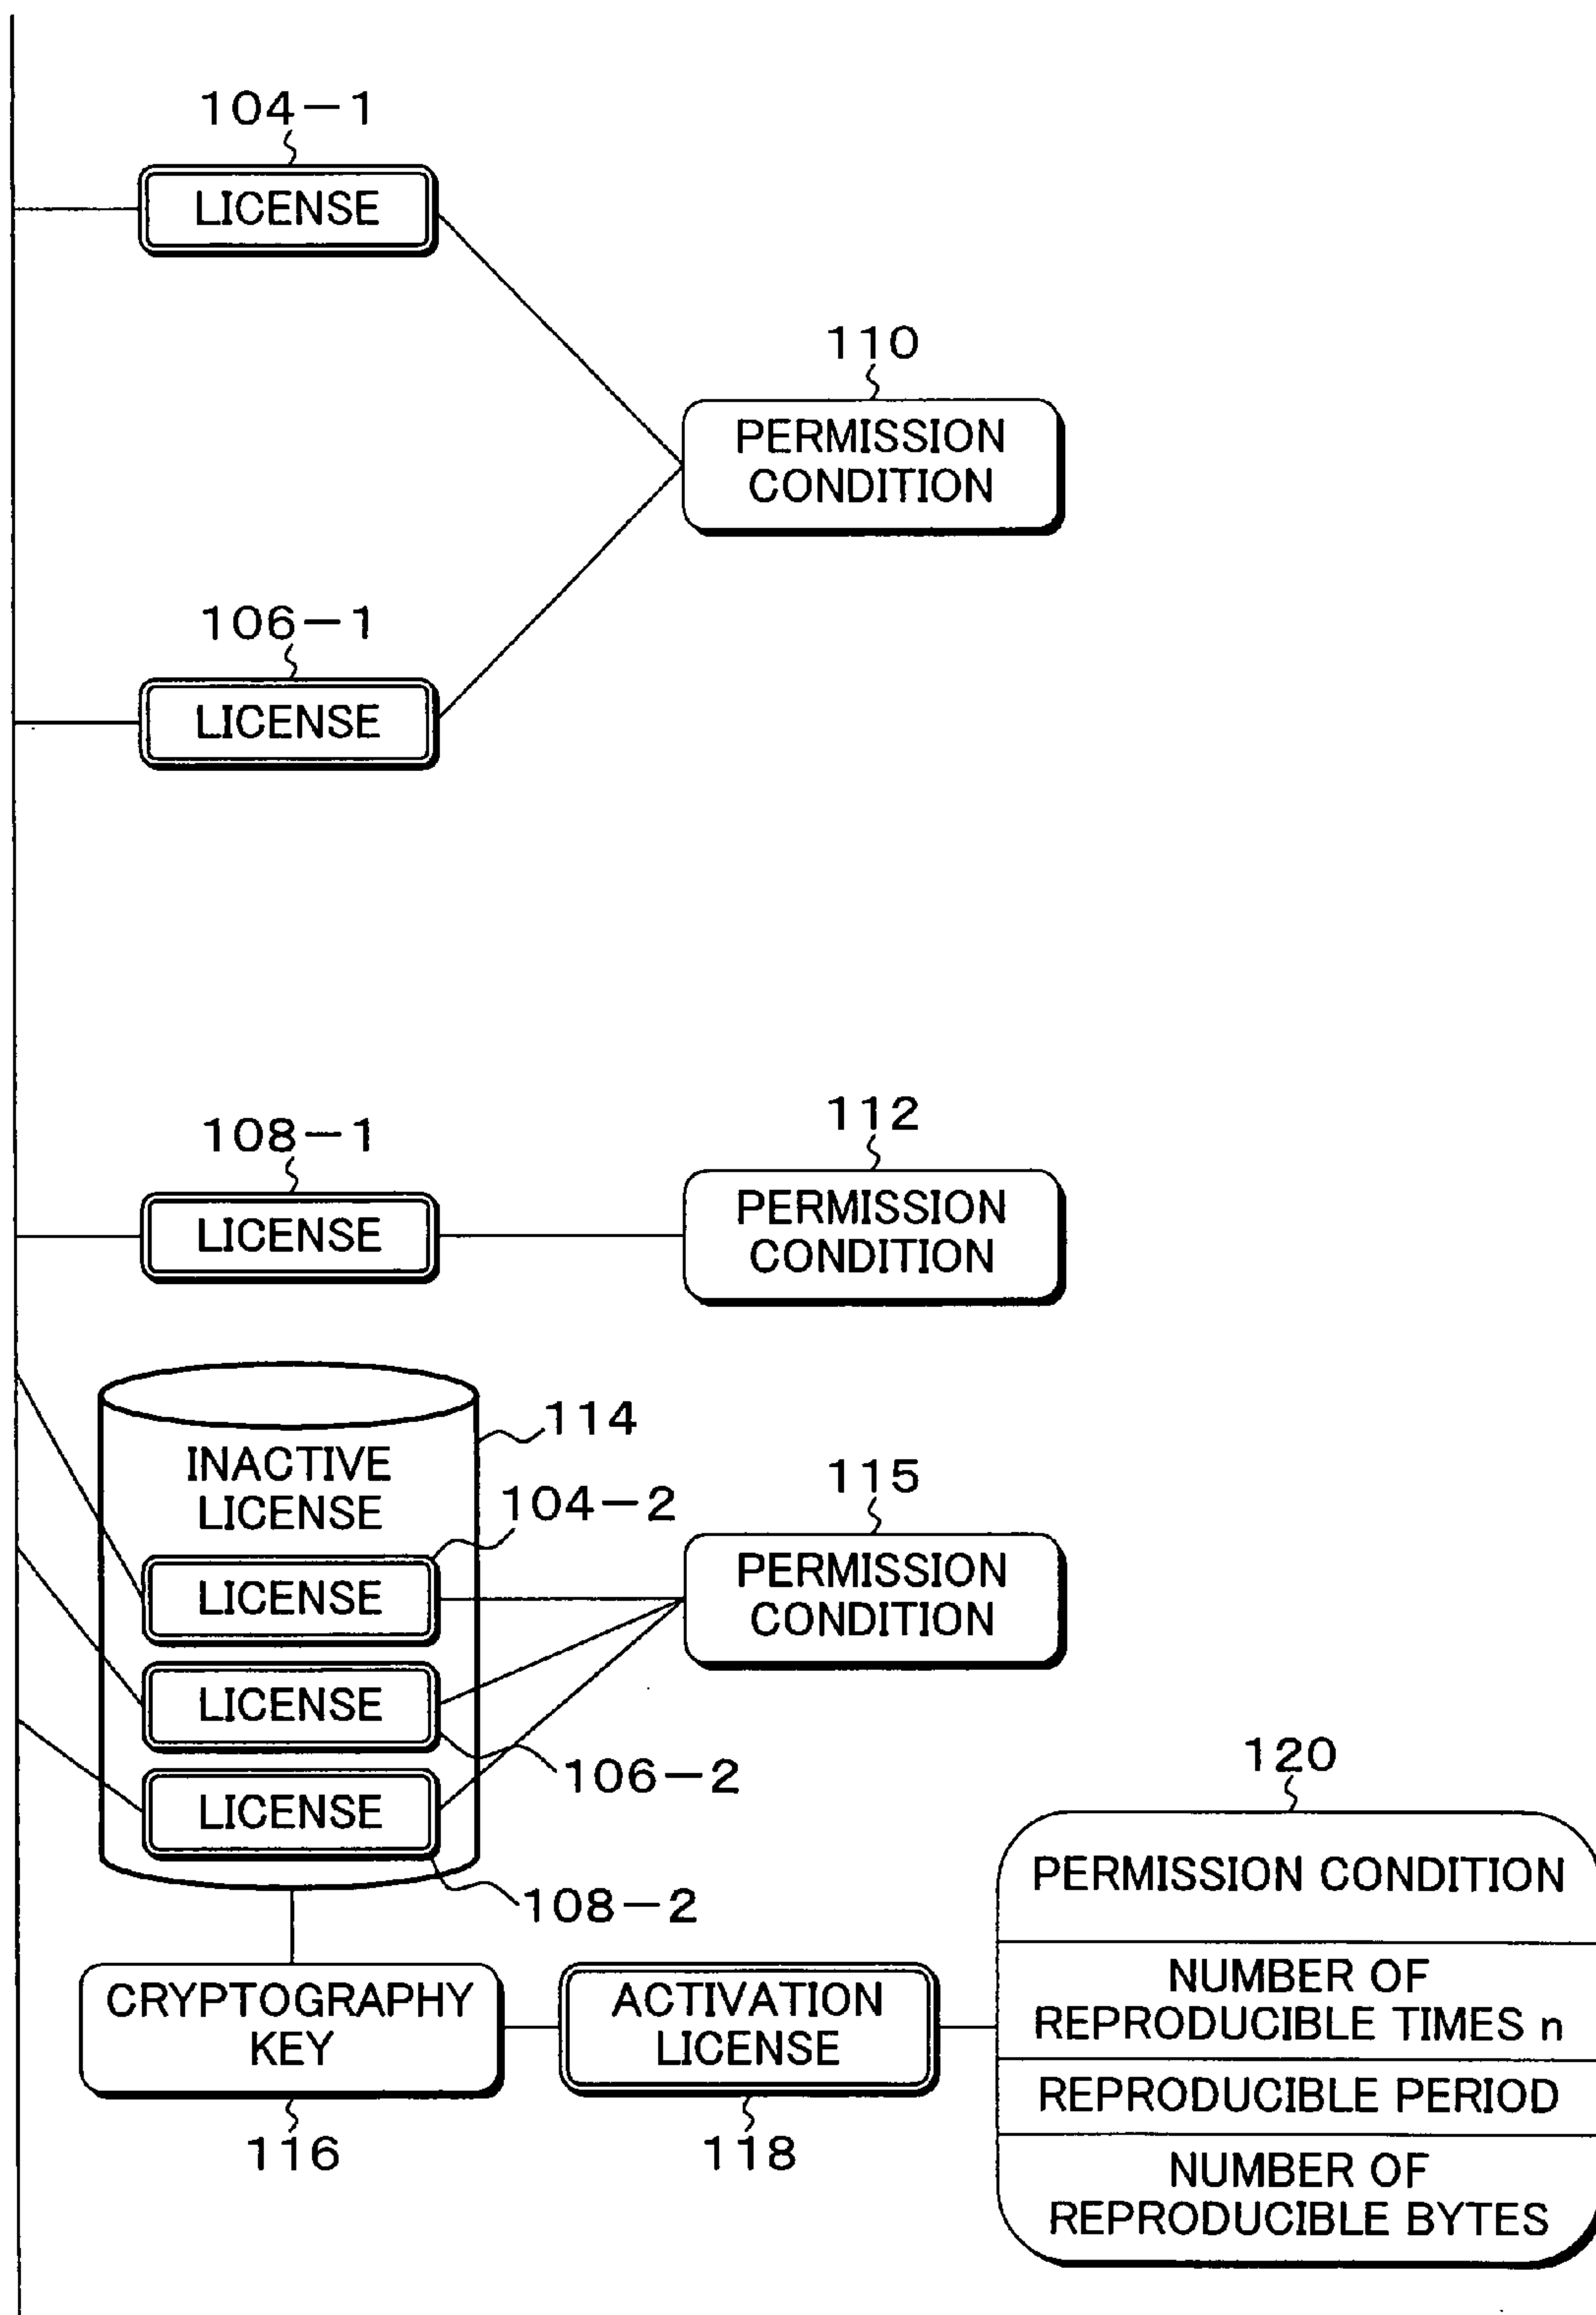 104-1
LICENSE
110
PERMISSION
CONDITION
106-1
LICENSE
108-1
LICENSE
112
PERMISSION
CONDITION
114
INACTIVE
LICENSE
104-2
LICENSE
115
PERMISSION
CONDITION
LICENSE
106-2
LICENSE
108-2
120
PERMISSION CONDITION
NUMBER OF
REPRODUCIBLE TIMES n
REPRODUCIBLE PERIOD
NUMBER OF
REPRODUCIBLE BYTES
CRYPTOGRAPHY
KEY
116
ACTIVATION
LICENSE
118